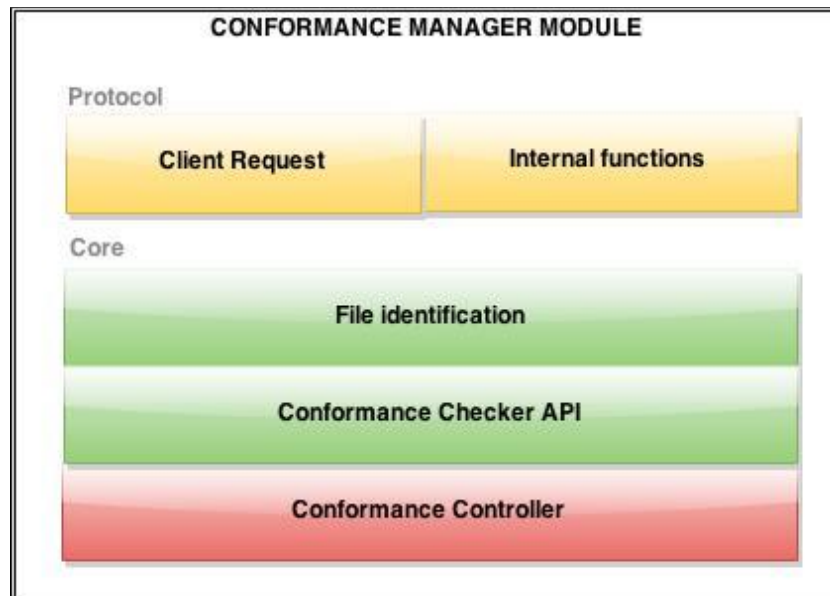 CONFORMANCE MANAGER MODULE
Protocol
Client Request
Internal functions
Core
File identification
Conformance Checker API
Conformance Controller